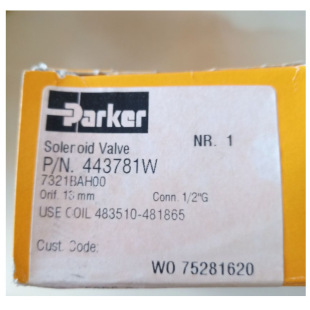 Parker
Solenoid Valve NR. 1
P/N. 443781W
7321BAH00
Orif. 13 mm Conn. 1/2"G
USE COIL 483510-481865
Cust. Code:
WO 75281620